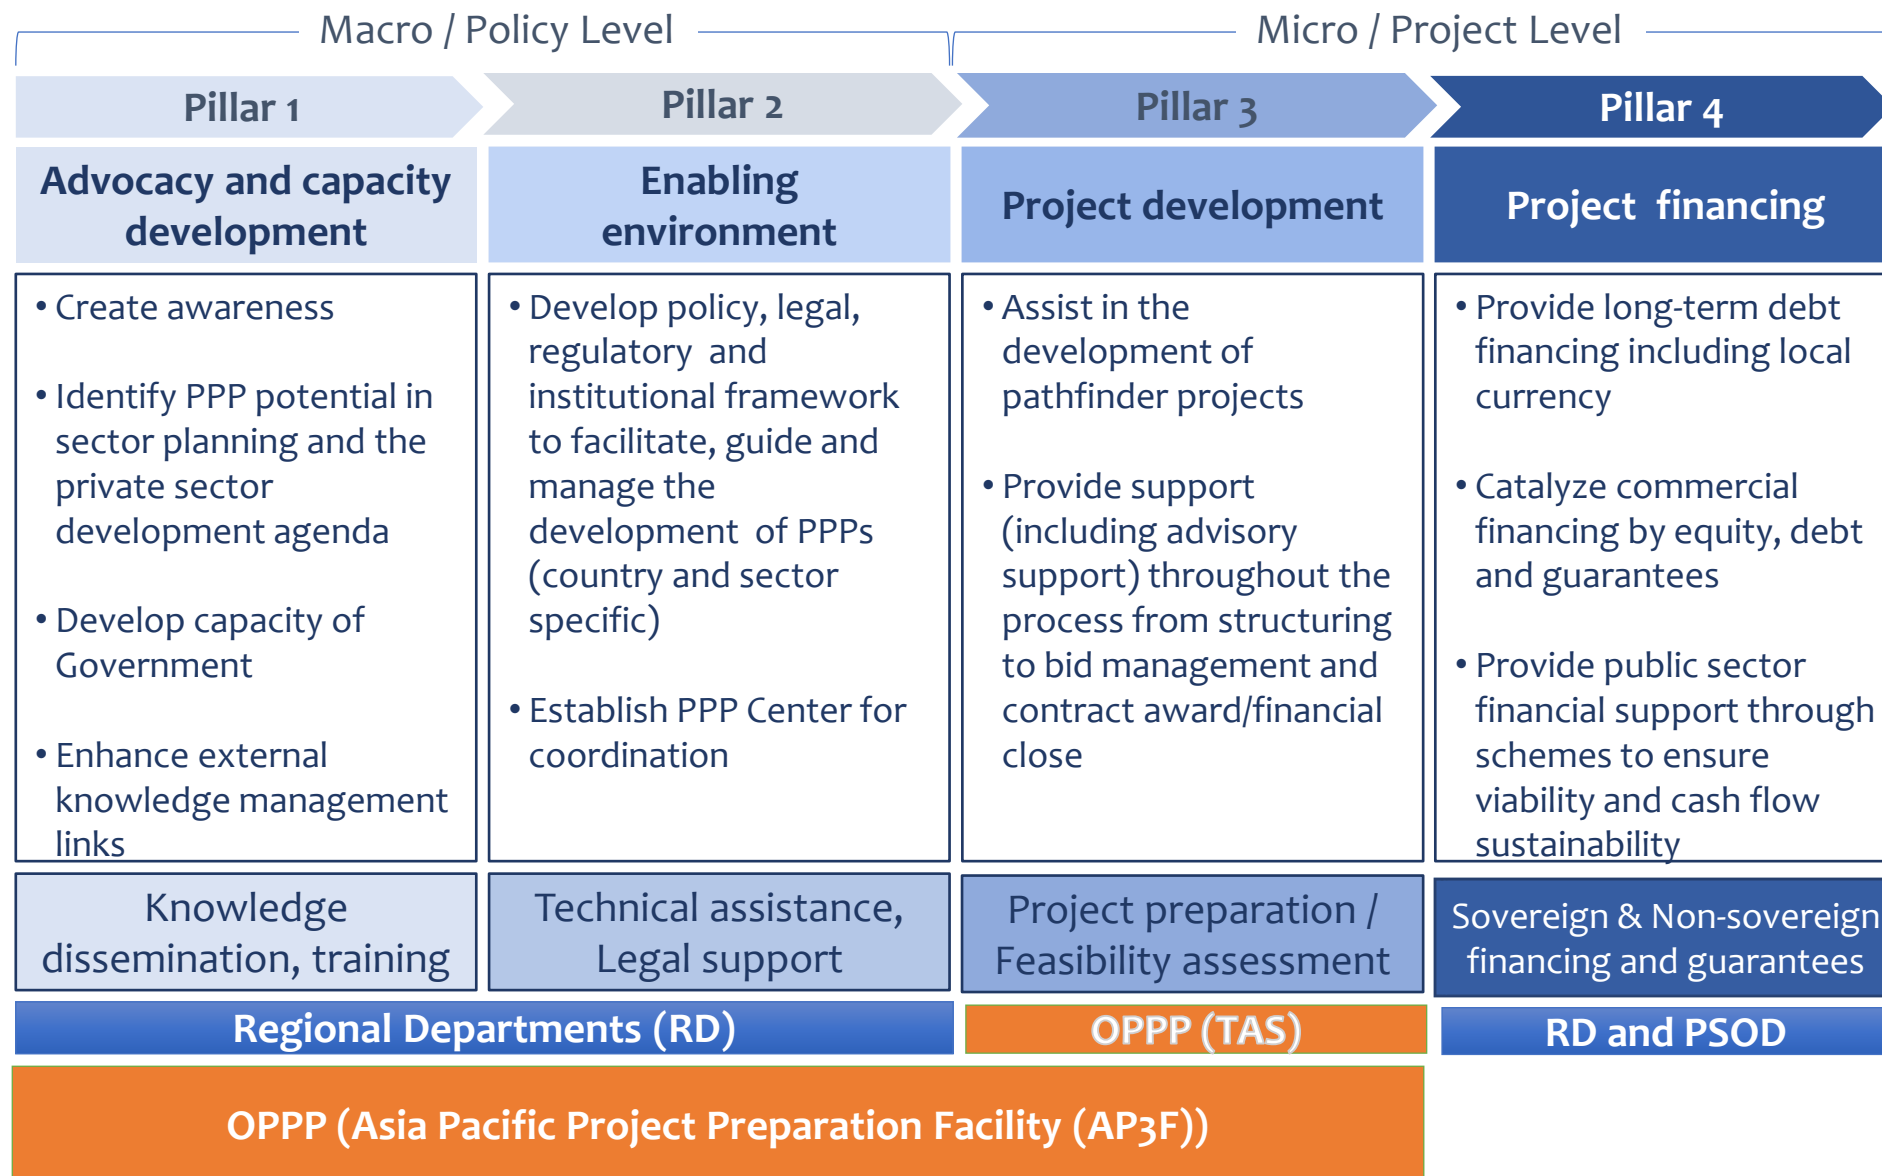 Macro / Policy Level
Micro / Project Level
Pillar 1
Pillar 2
Pillar 3
Pillar 4
Advocacy and capacity
development
Enabling
environment
Project development
Project financing
• Create awareness
• Identify PPP potential in
sector planning and the
private sector
development agenda
• Develop capacity of
Government
• Enhance external
knowledge management
links
• Develop policy, legal,
regulatory and
institutional framework
to facilitate, guide and
manage the
development of PPPs
(country and sector
specific)
• Establish PPP Center for
coordination
• Assist in the
development of
pathfinder projects
• Provide support
(including advisory
support) throughout the
process from structuring
to bid management and
contract award/financial
close
• Provide long-term debt
financing including local
currency
• Catalyze commercial
financing by equity, debt
and guarantees
• Provide public sector
financial support through
schemes to ensure
viability and cash flow
sustainability
Knowledge
dissemination, training
Technical assistance,
Legal support
Project preparation /
Feasibility assessment
Sovereign & Non-sovereign
financing and guarantees
Regional Departments (RD)
OPPP (TAS)
RD and PSOD
OPPP (Asia Pacific Project Preparation Facility (AP3F))